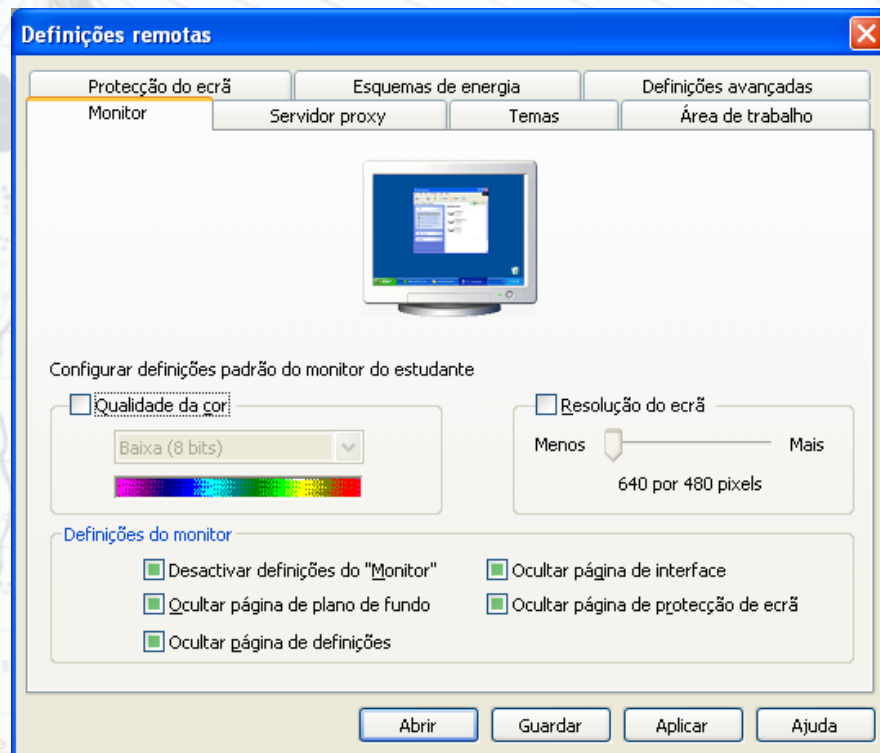 Definições remotas
Protecção do ecrã Esquemas de energia Definições avançadas
Monitor Servidor proxy Temas Área de trabalho
Configurar definições padrão do monitor do estudante
Qualidade da cor
Baixa (8 bits)
Resolução do ecrã
Menos Mais
640 por 480 pixels
Definições do monitor
Desactivar definições do "Monitor" Ocultar página de interface
Ocultar página de plano de fundo Ocultar página de protecção de ecrã
Ocultar página de definições
Abrir Guardar Aplicar Ajuda